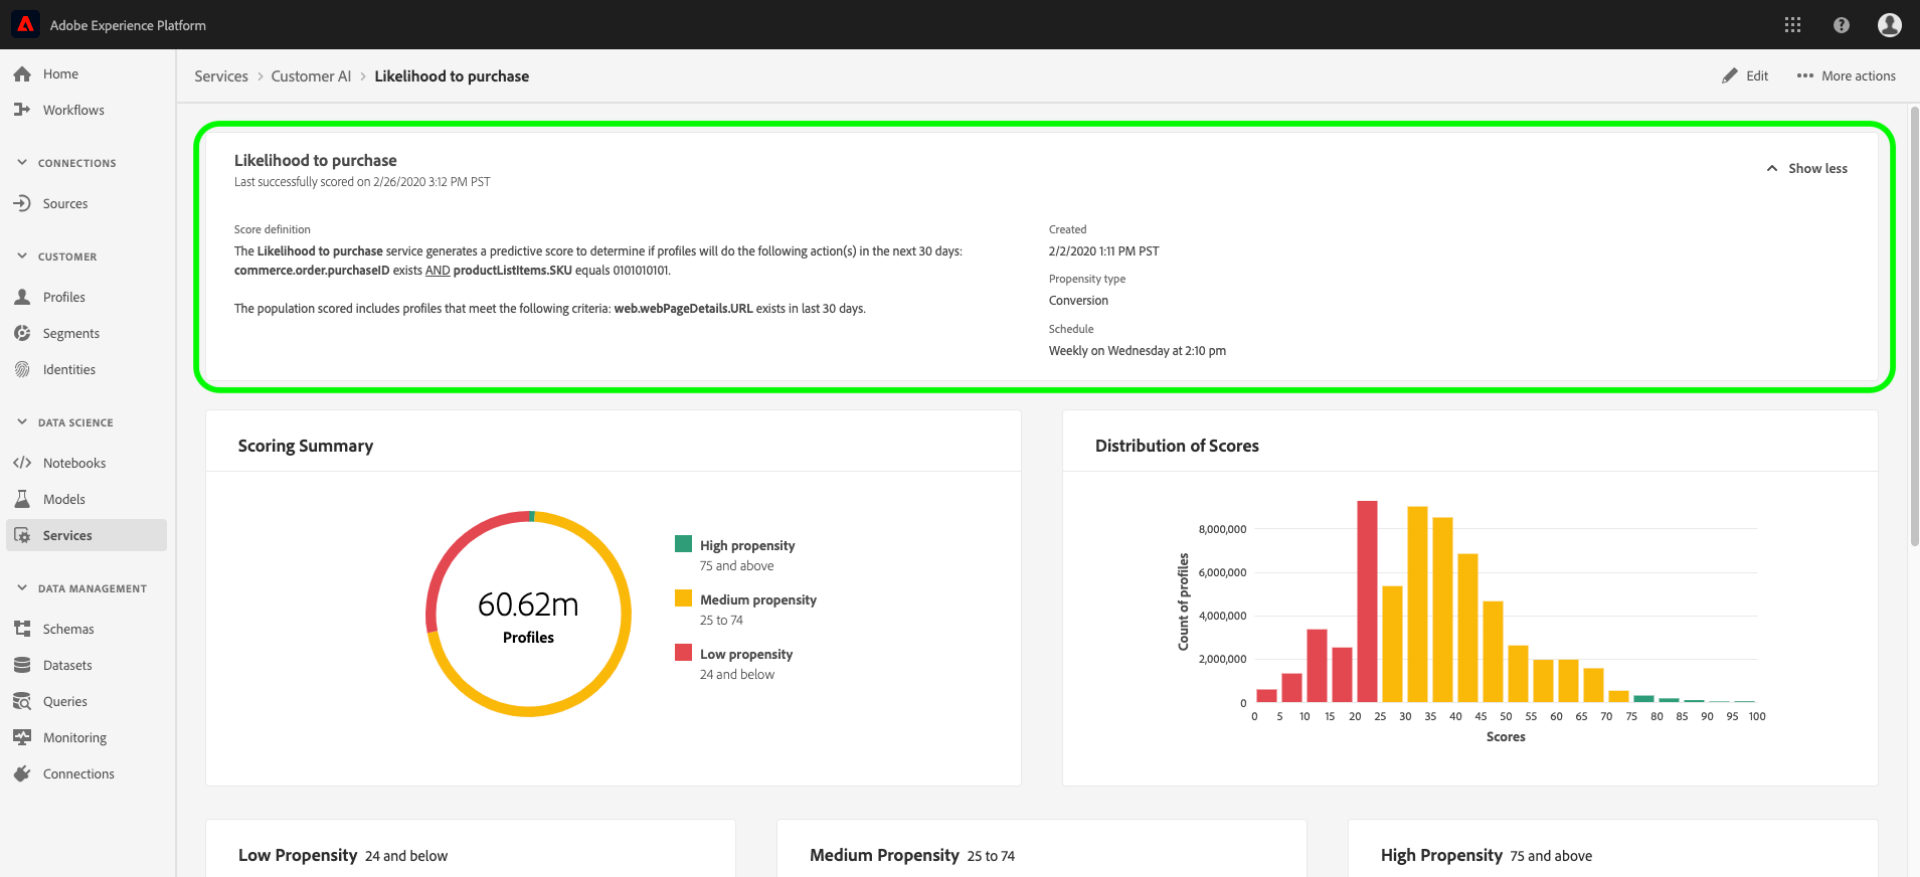 Adobe Experience Platform
Home
Workflows
CONNECTIONS
Sources
CUSTOMER
Profiles
Segments
Identities
DATA SCIENCE
Notebooks
Models
Services
DATA MANAGEMENT
Schemas
Datasets
Queries
Monitoring
Connections
Services > Customer AI > Likelihood to purchase
Edit
More actions
Likelihood to purchase
Last successfully scored on 2/26/2020 3:12 PM PST
Show less
Score definition
The Likelihood to purchase service generates a predictive score to determine if profiles will do the following action(s) in the next 30 days:
commerce.order.purchaseID exists AND productListItems.SKU equals 0101010101.
The population scored includes profiles that meet the following criteria: web.webPageDetails.URL exists in last 30 days.
Created
2/2/2020 1:11 PM PST
Propensity type
Conversion
Schedule
Weekly on Wednesday at 2:10 pm
Scoring Summary
60.62m
Profiles
High propensity
75 and above
Medium propensity
25 to 74
Low propensity
24 and below
Distribution of Scores
Count of profiles
8,000,000
6,000,000
4,000,000
2,000,000
0
0 5 10 15 20 25 30 35 40 45 50 55 60 65 70 75 80 85 90 95 100
Scores
Low Propensity 24 and below
Medium Propensity 25 to 74
High Propensity 75 and above